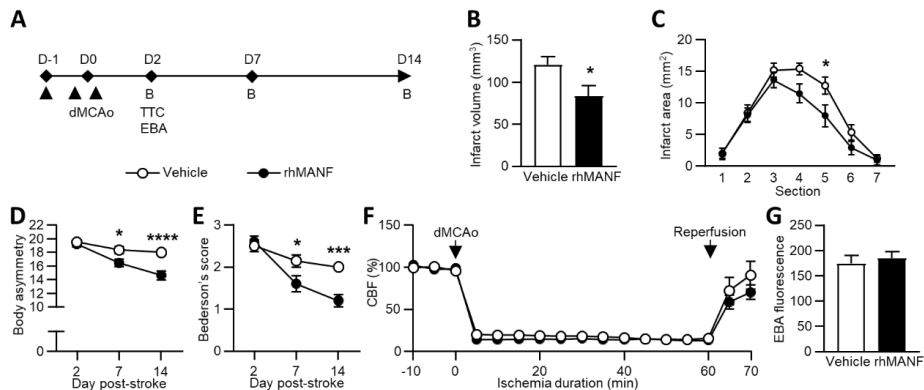 A
D-1 D0 D2 D7 D14
dMCAo B B B
TTC
EBA
Vehicle rhMANF
B
Infarct volume (mm³)
150
100
50
0
*
Vehicle rhMANF
C
Infarct area (mm²)
20
15
10
5
0
*
1 2 3 4 5 6 7
Section
D
Body asymmetry
22
20
18
16
14
12
10
0
* ****
2 7 14
Day post-stroke
E
Bederson's score
3
2
1
0
* ***
2 7 14
Day post-stroke
F
CBF (%)
150
100
50
0
dMCAo Reperfusion
-10 0 20 40 60 70
Ischemia duration (min)
G
EBA fluorescence
250
200
150
100
50
0
Vehicle rhMANF